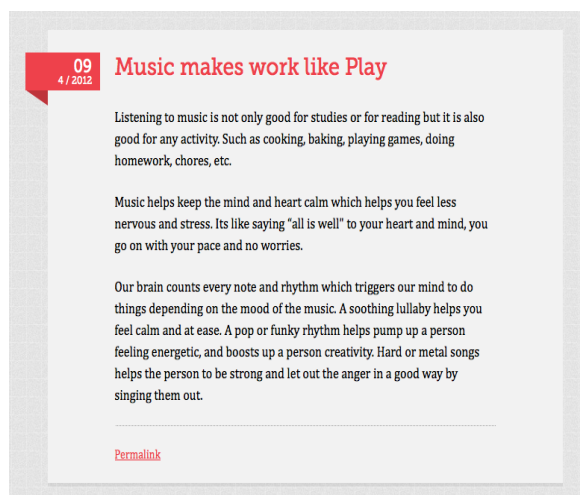 09
4 / 2012
Music makes work like Play
Listening to music is not only good for studies or for reading but it is also
good for any activity. Such as cooking, baking, playing games, doing
homework, chores, etc.
Music helps keep the mind and heart calm which helps you feel less
nervous and stress. Its like saying “all is well” to your heart and mind, you
go on with your pace and no worries.
Our brain counts every note and rhythm which triggers our mind to do
things depending on the mood of the music. A soothing lullaby helps you
feel calm and at ease. A pop or funky rhythm helps pump up a person
feeling energetic, and boosts up a person creativity. Hard or metal songs
helps the person to be strong and let out the anger in a good way by
singing them out.
Permalink